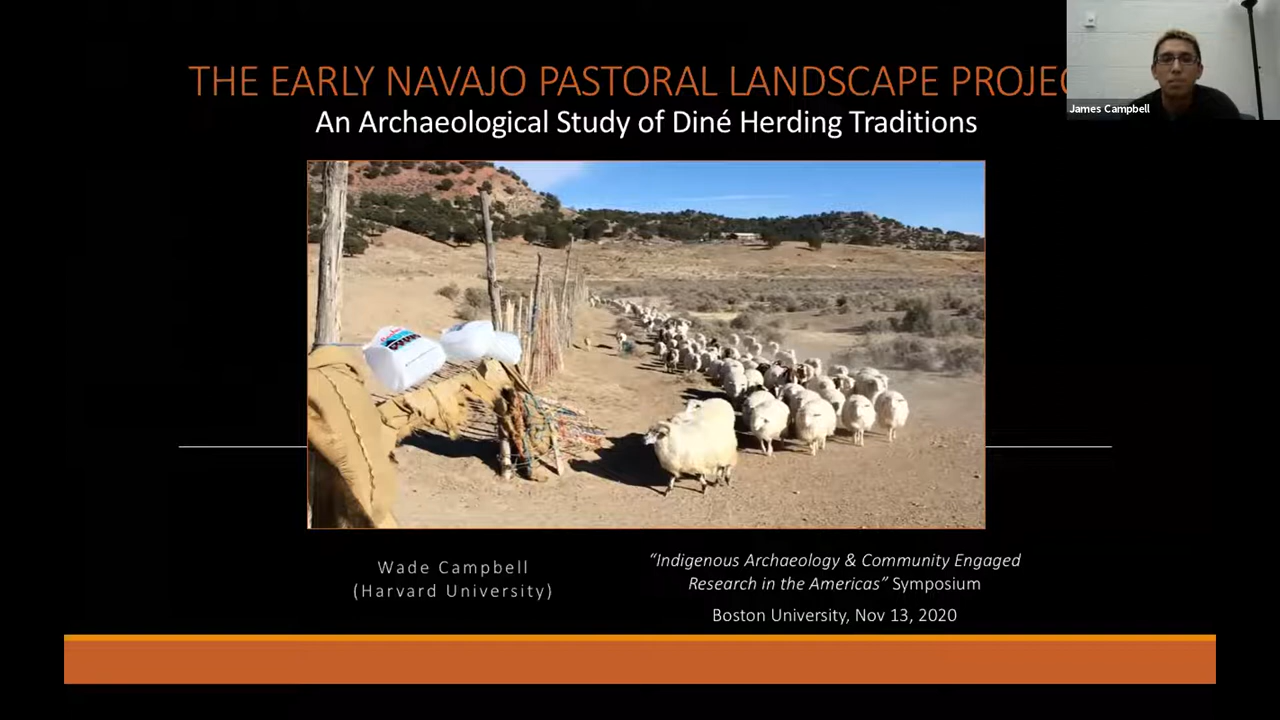 THE EARLY NAVAJO PASTORAL LANDSCAPE PROJEC
James Campbell
An Archaeological Study of Diné Herding Traditions
Wade Campbell
(Harvard University)
“Indigenous Archaeology & Community Engaged
Research in the Americas” Symposium
Boston University, Nov 13, 2020